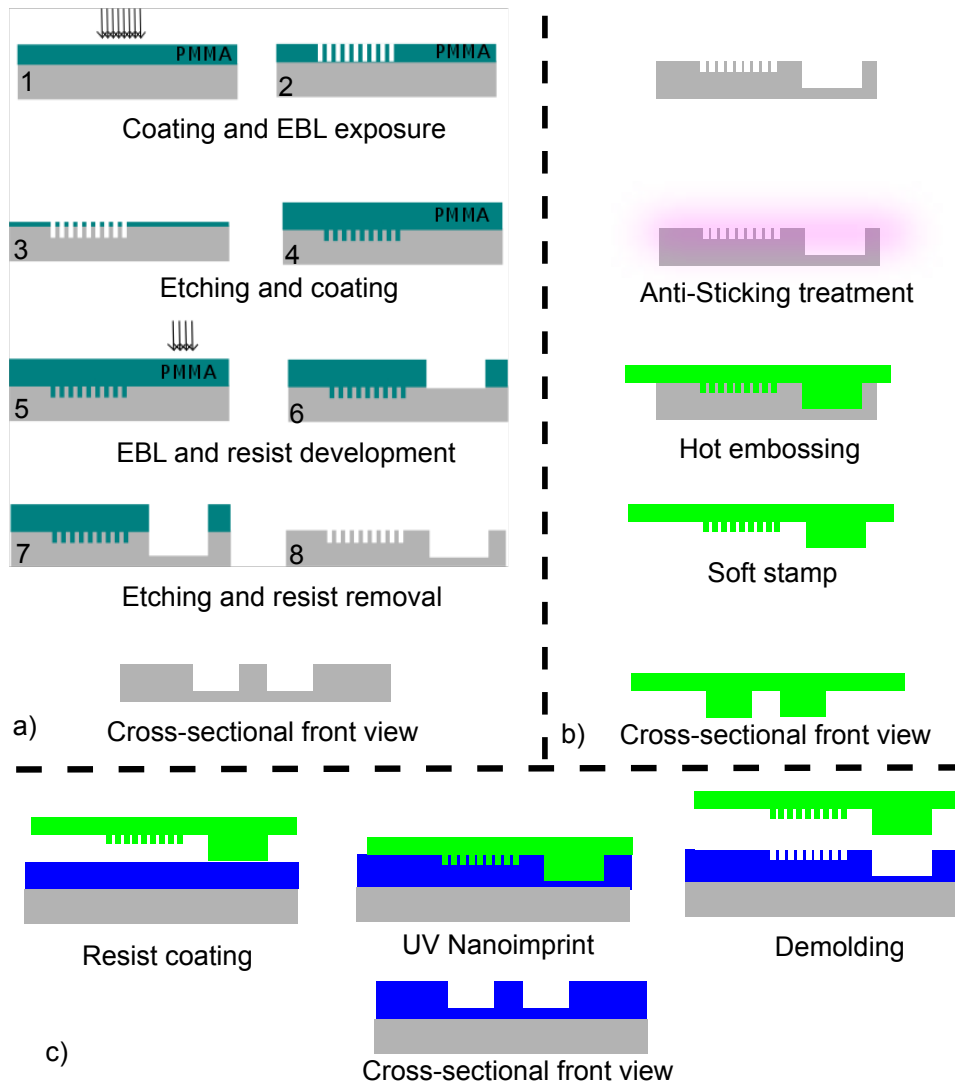 PMMA
1
PMMA
2
Coating and EBL exposure
3
PMMA
4
Etching and coating
PMMA
5
6
EBL and resist development
7
8
Etching and resist removal
a)
Cross-sectional front view
Anti-Sticking treatment
Hot embossing
Soft stamp
b)
Cross-sectional front view
Resist coating
UV Nanoimprint
Demolding
c)
Cross-sectional front view